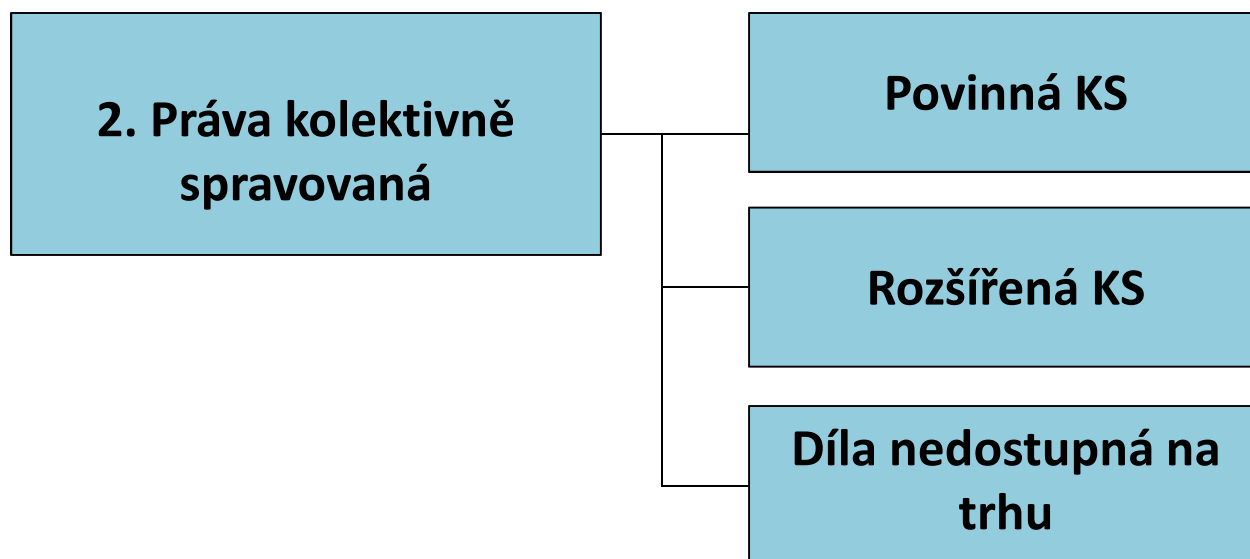 2. Práva kolektivně
spravovaná
Povinná KS
Rozšířená KS
Díla nedostupná na
trhu